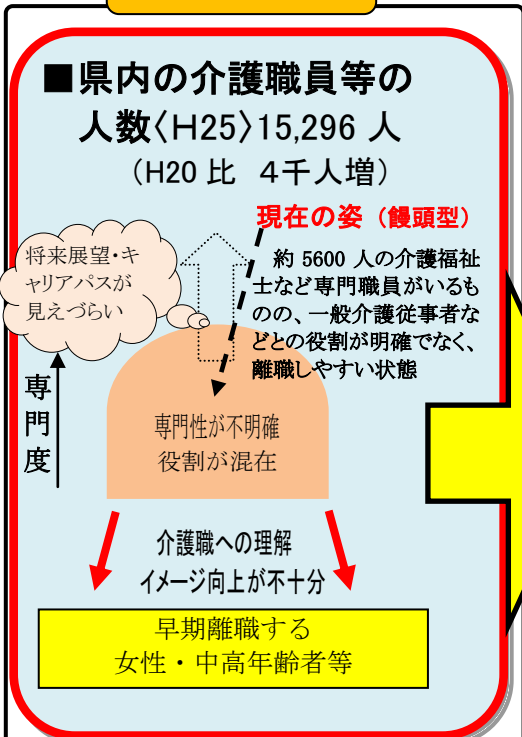 ■県内の介護職員等の
人数〈H25〉15,296 人
（H20 比　4千人増）
現在の姿（饅頭型）
約 5600 人の介護福祉
士など専門職員がいるも
のの、一般介護従事者な
どとの役割が明確でなく、
離職しやすい状態
将来展望・キ
ャリアパスが
見えづらい
専門度
専門性が不明確
役割が混在
介護職への理解
イメージ向上が不十分
早期離職する
女性・中高年齢者等